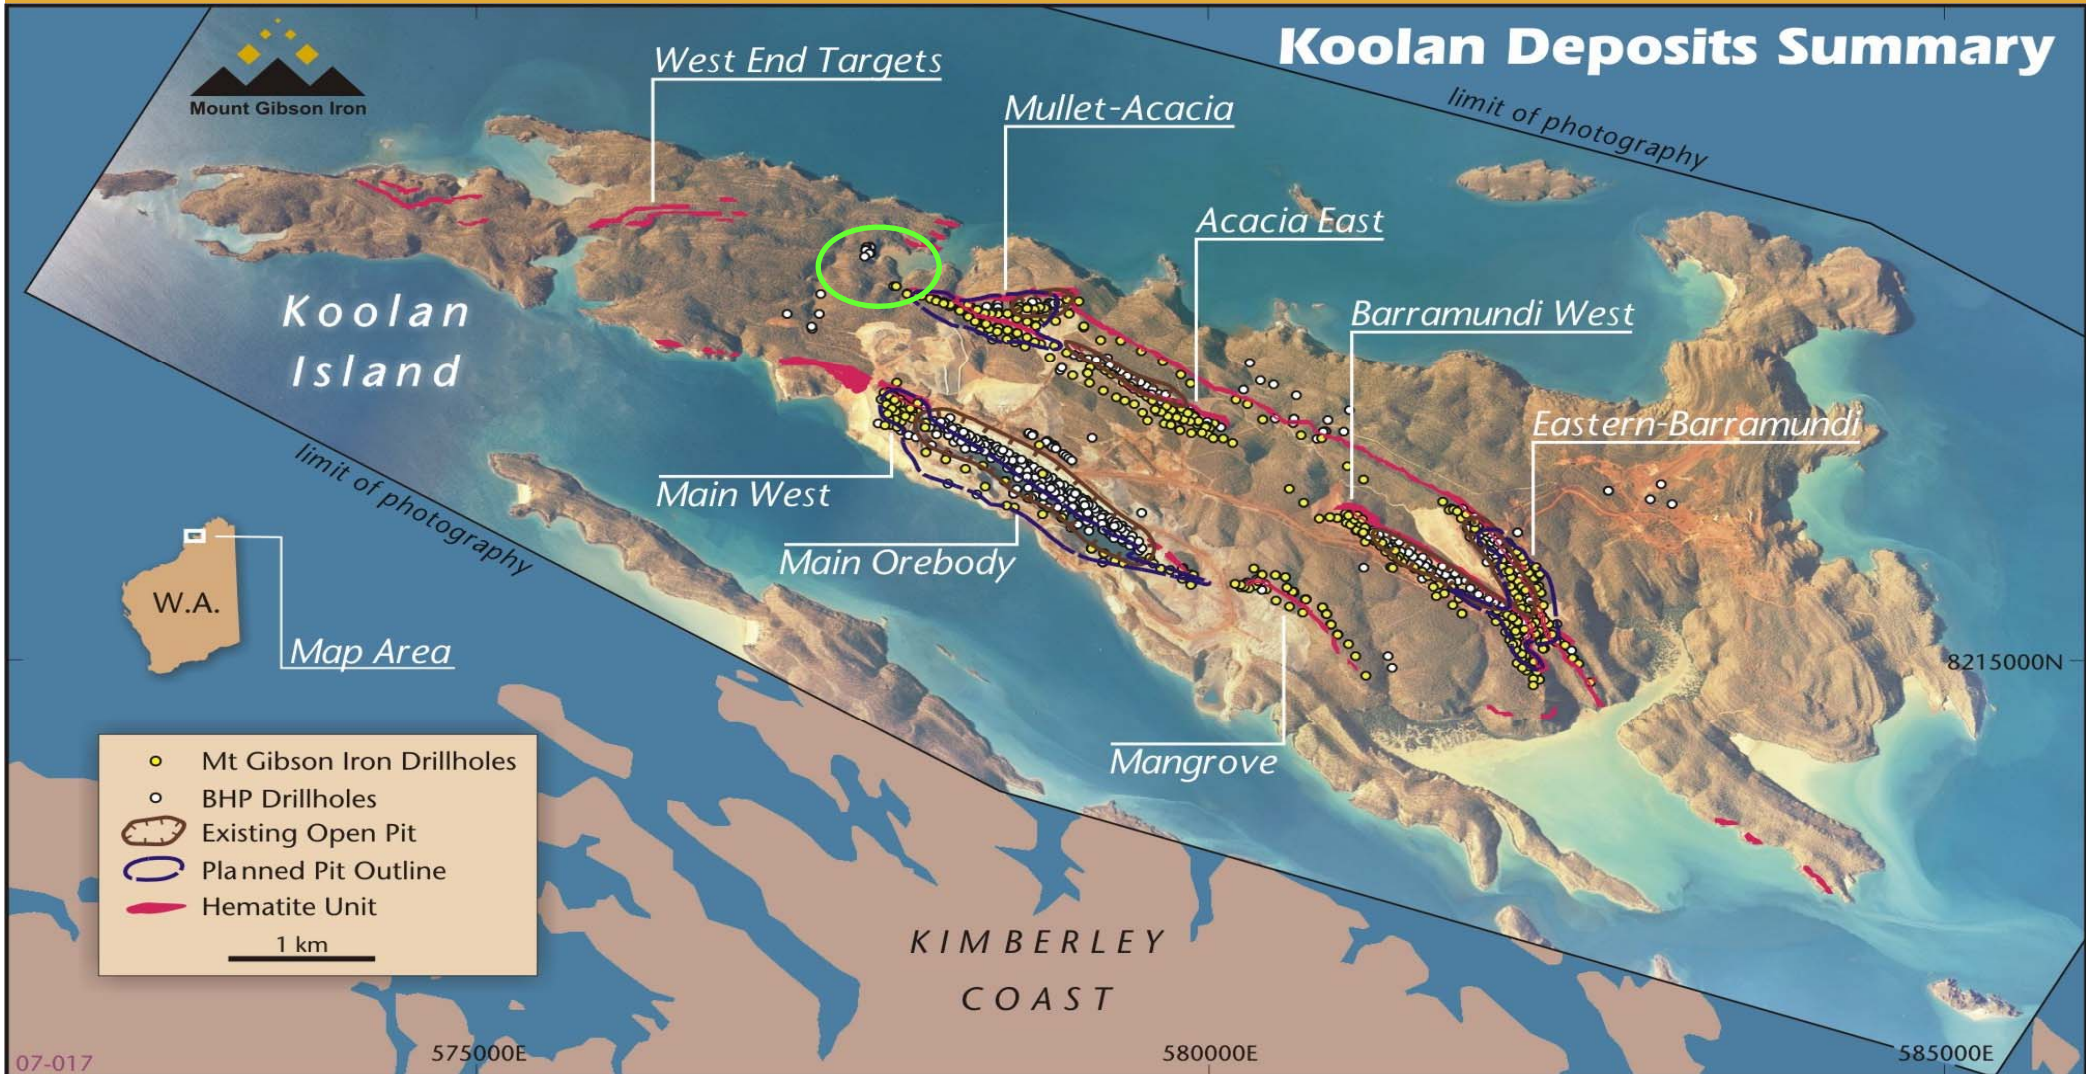 Koolan Deposits Summary
Mount Gibson Iron
West End Targets
Mullet-Acacia
limit of photography
Acacia East
Koolan
Island
Barramundi West
Eastern-Barramundi
limit of photography
Main West
Main Orebody
W.A.
Map Area
8215000N
Mangrove
Mt Gibson Iron Drillholes
BHP Drillholes
Existing Open Pit
Planned Pit Outline
Hematite Unit
1 km
KIMBERLEY
COAST
07-017
575000E
580000E
585000E